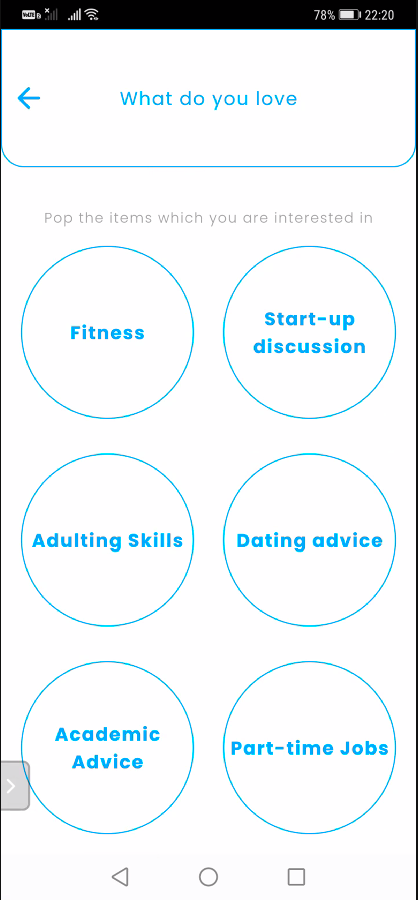 VoLTE 78% 22:20
What do you love
Pop the items which you are interested in
Fitness
Start-up
discussion
Adulting Skills
Dating advice
Academic
Advice
Part-time Jobs